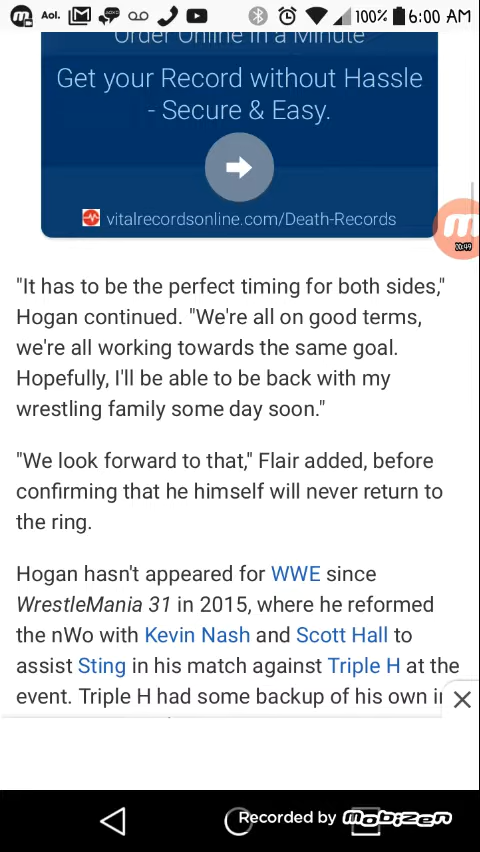 Aol. 100% 6:00 AM
Order Online in a Minute
Get your Record without Hassle
- Secure & Easy.
vitalrecordsonline.com/Death-Records
00:49
"It has to be the perfect timing for both sides,"
Hogan continued. "We're all on good terms,
we're all working towards the same goal.
Hopefully, I'll be able to be back with my
wrestling family some day soon."
"We look forward to that," Flair added, before
confirming that he himself will never return to
the ring.
Hogan hasn't appeared for WWE since
WrestleMania 31 in 2015, where he reformed
the nWo with Kevin Nash and Scott Hall to
assist Sting in his match against Triple H at the
event. Triple H had some backup of his own
Recorded by Mobizen